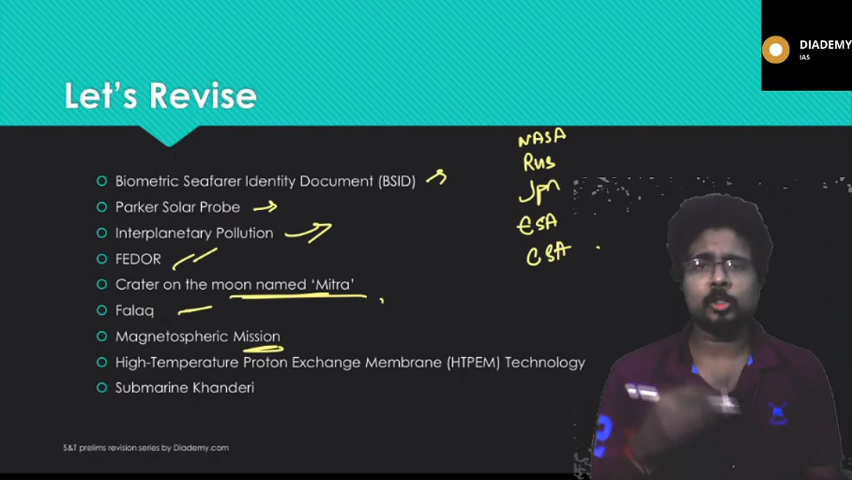 DIADEMY
IAS
Let's Revise
Biometric Seafarer Identity Document (BSID)
Parker Solar Probe
Interplanetary Pollution
FEDOR
Crater on the moon named ‘Mitra’
Falaq
Magnetospheric Mission
High-Temperature Proton Exchange Membrane (HTPEM) Technology
Submarine Khanderi
NASA
Rus
Jpn
ESA
CSA
S&T prelims revision series by Diademy.com